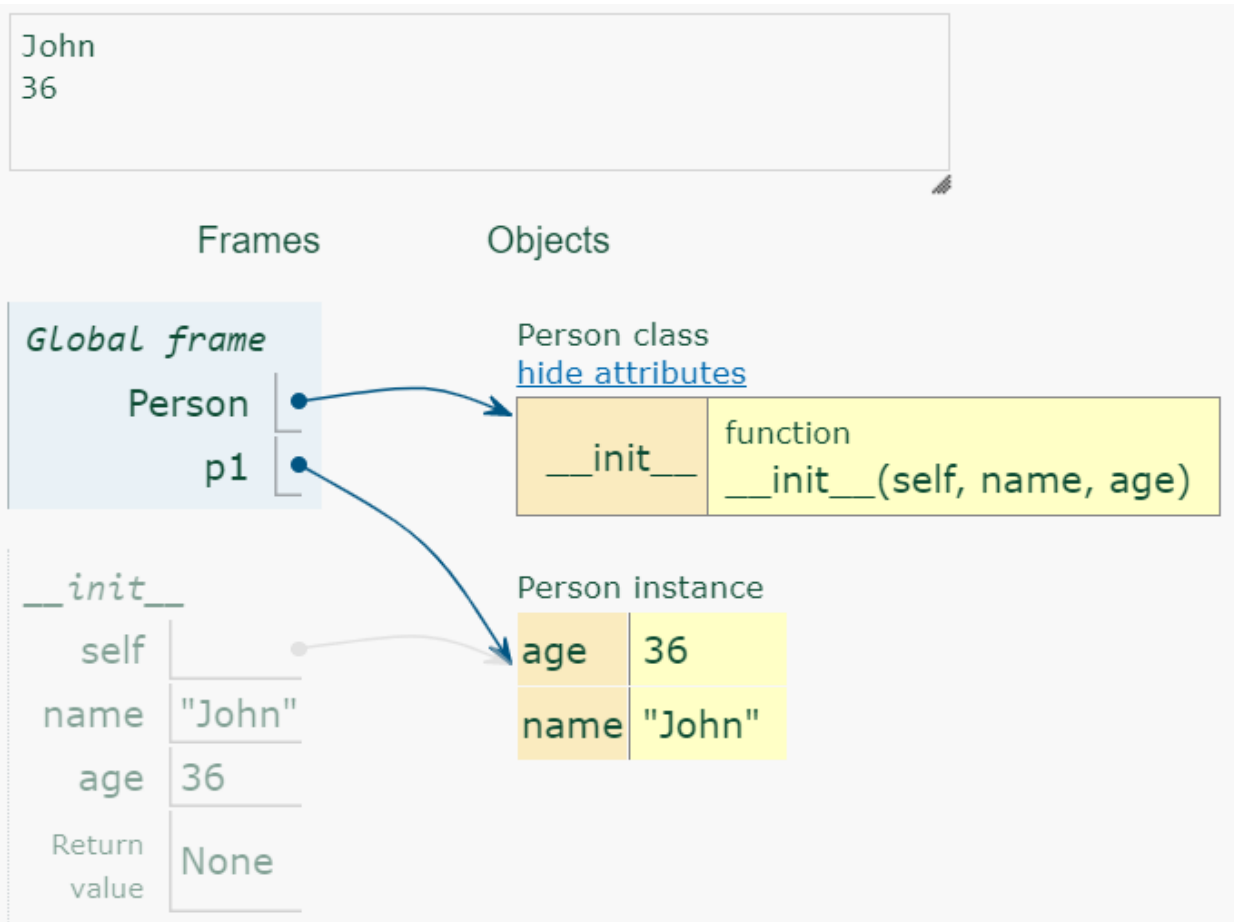 John
36
Frames Objects
Global frame
Person
p1
Person class
hide attributes
__init__
function
__init__(self, name, age)
__init__
self
name "John"
age 36
Return
value
None
Person instance
age 36
name "John"